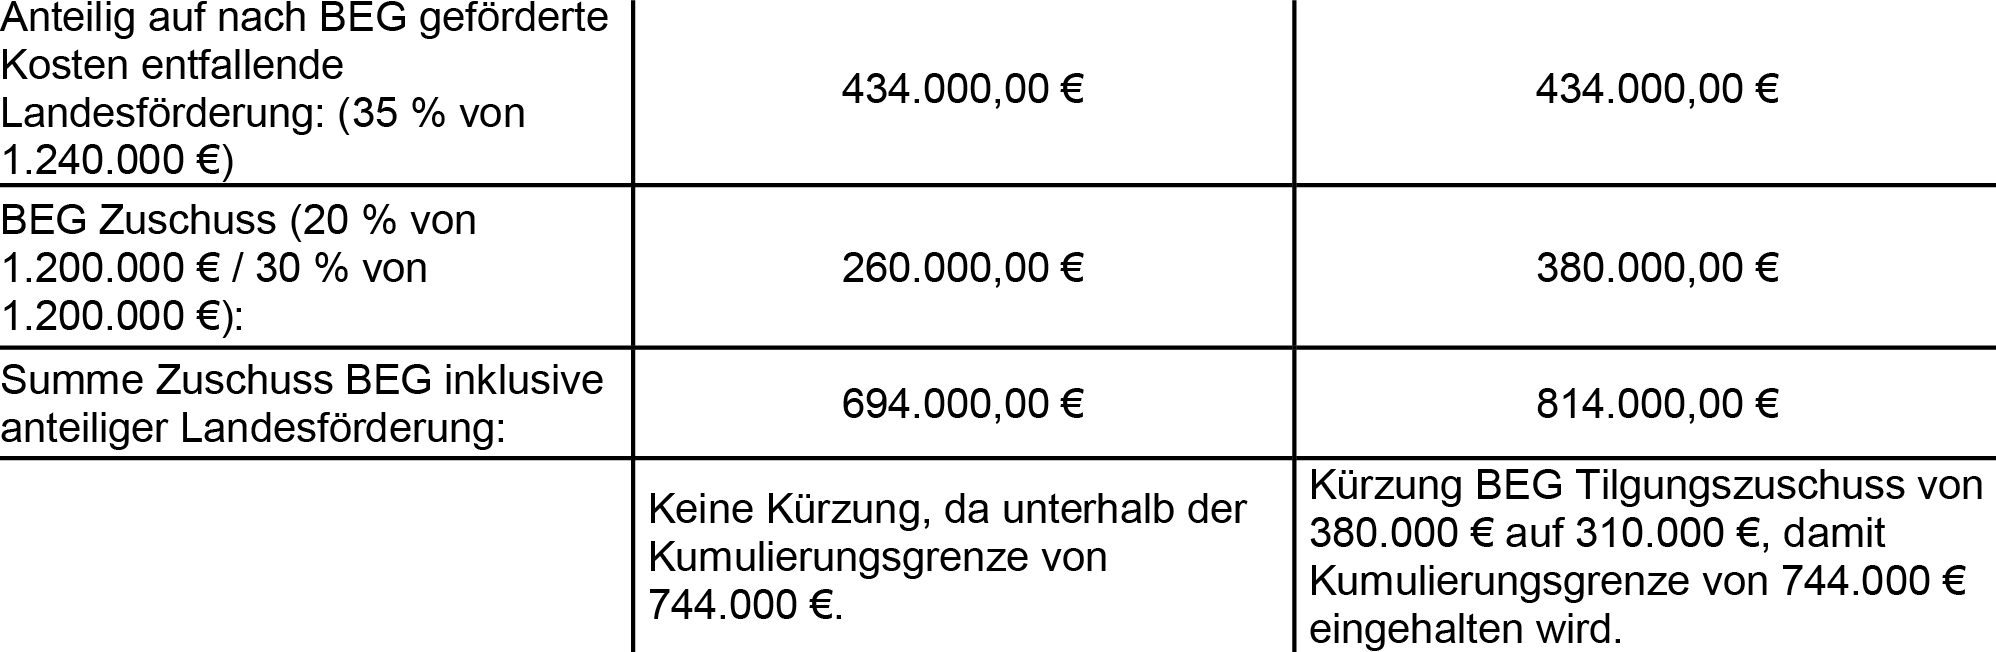 Anteilig auf nach BEG geförderte
Kosten entfallende
Landesförderung: (35 % von
1.240.000 €)
434.000,00 €
434.000,00 €
BEG Zuschuss (20 % von
1.200.000 € / 30 % von
1.200.000 €):
260.000,00 €
380.000,00 €
Summe Zuschuss BEG inklusive
anteiliger Landesförderung:
694.000,00 €
814.000,00 €
Keine Kürzung, da unterhalb der
Kumulierungsgrenze von
744.000 €.
Kürzung BEG Tilgungszuschuss von
380.000 € auf 310.000 €, damit
Kumulierungsgrenze von 744.000 €
eingehalten wird.